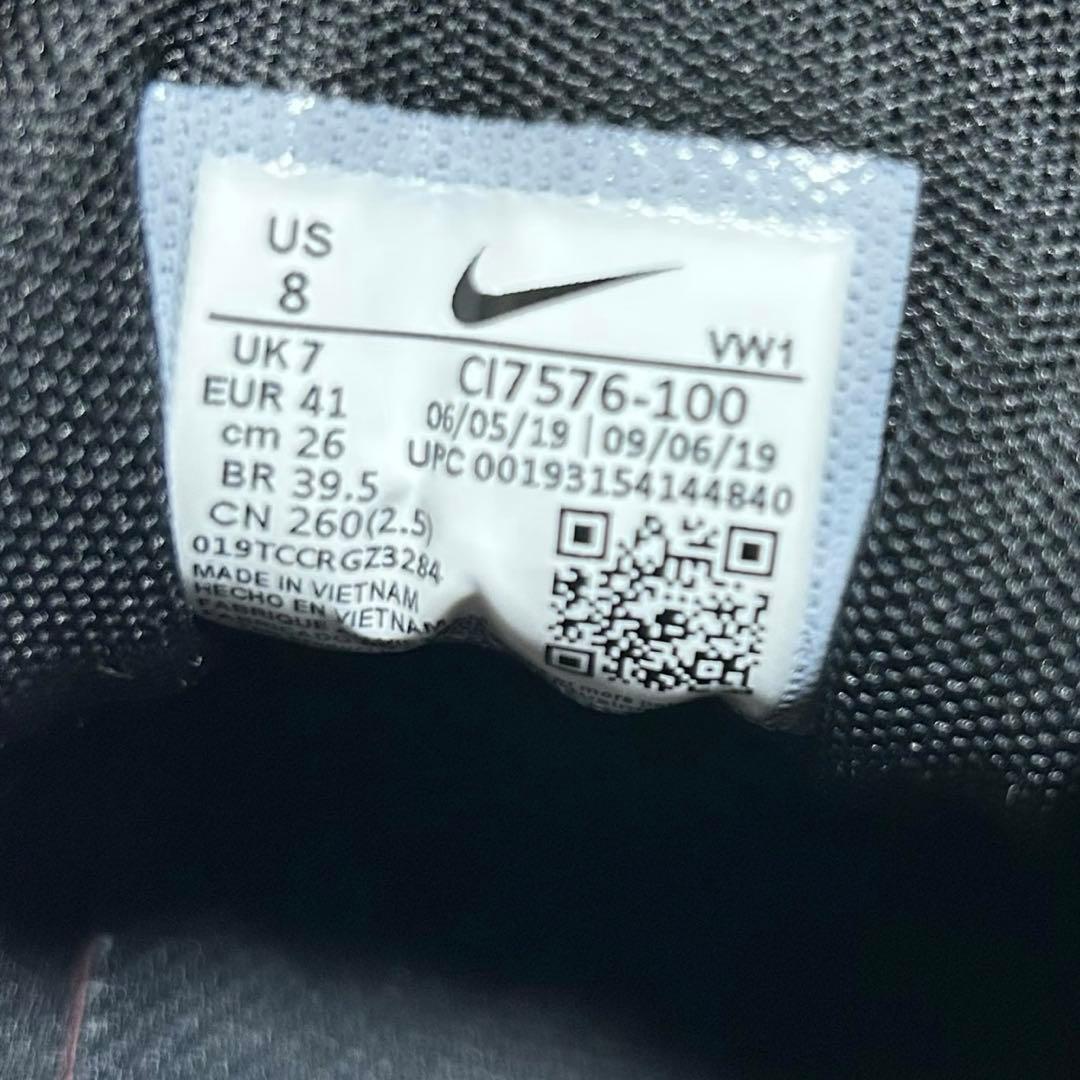 US
8
VW1
UK 7
CI7576-100
EUR 41
06/05/19 | 09/06/19
cm 26
UPC 00193154144840
BR 39.5
CN 260(2.5)
019TCCRGZ3284
MADE IN VIETNAM
HECHO EN VIETNAM
FABRIQUE